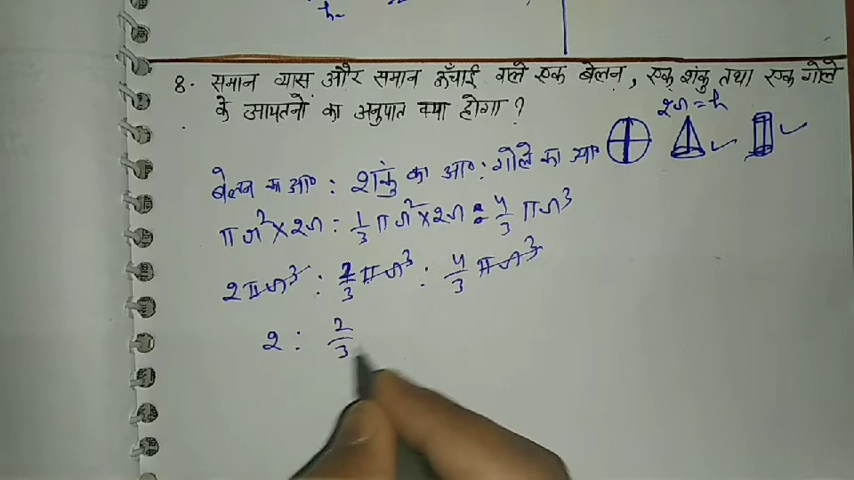 h=
8. समान व्यास और समान ऊँचाई वाले एक बेलन, एक शंकु तथा एक गोले
के आयतनों का अनुपात क्या होगा?
2r = h
बेलन का आ० : शंकु का आ० : गोले का आ०
πr²×2r : 1/3 πr²×2r : 4/3 πr³
2πr³ : 2/3 πr³ : 4/3 πr³
2 : 2/3